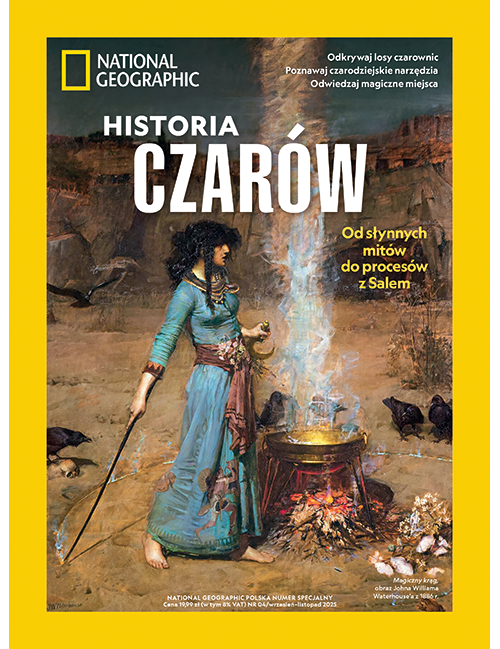 NATIONAL
GEOGRAPHIC
Odkrywaj losy czarownic
Poznawaj czarodziejskie narzędzia
Odwiedzaj magiczne miejsca
HISTORIA
CZARÓW
Od słynnych
mitów
do procesów
z Salem
Magiczny krąg,
obraz Johna Williama
Waterhouse'a z 1886 r.
NATIONAL GEOGRAPHIC POLSKA NUMER SPECJALNY
Cena 19,99 zł (w tym 8% VAT) NR 04/wrzesień–listopad 2025